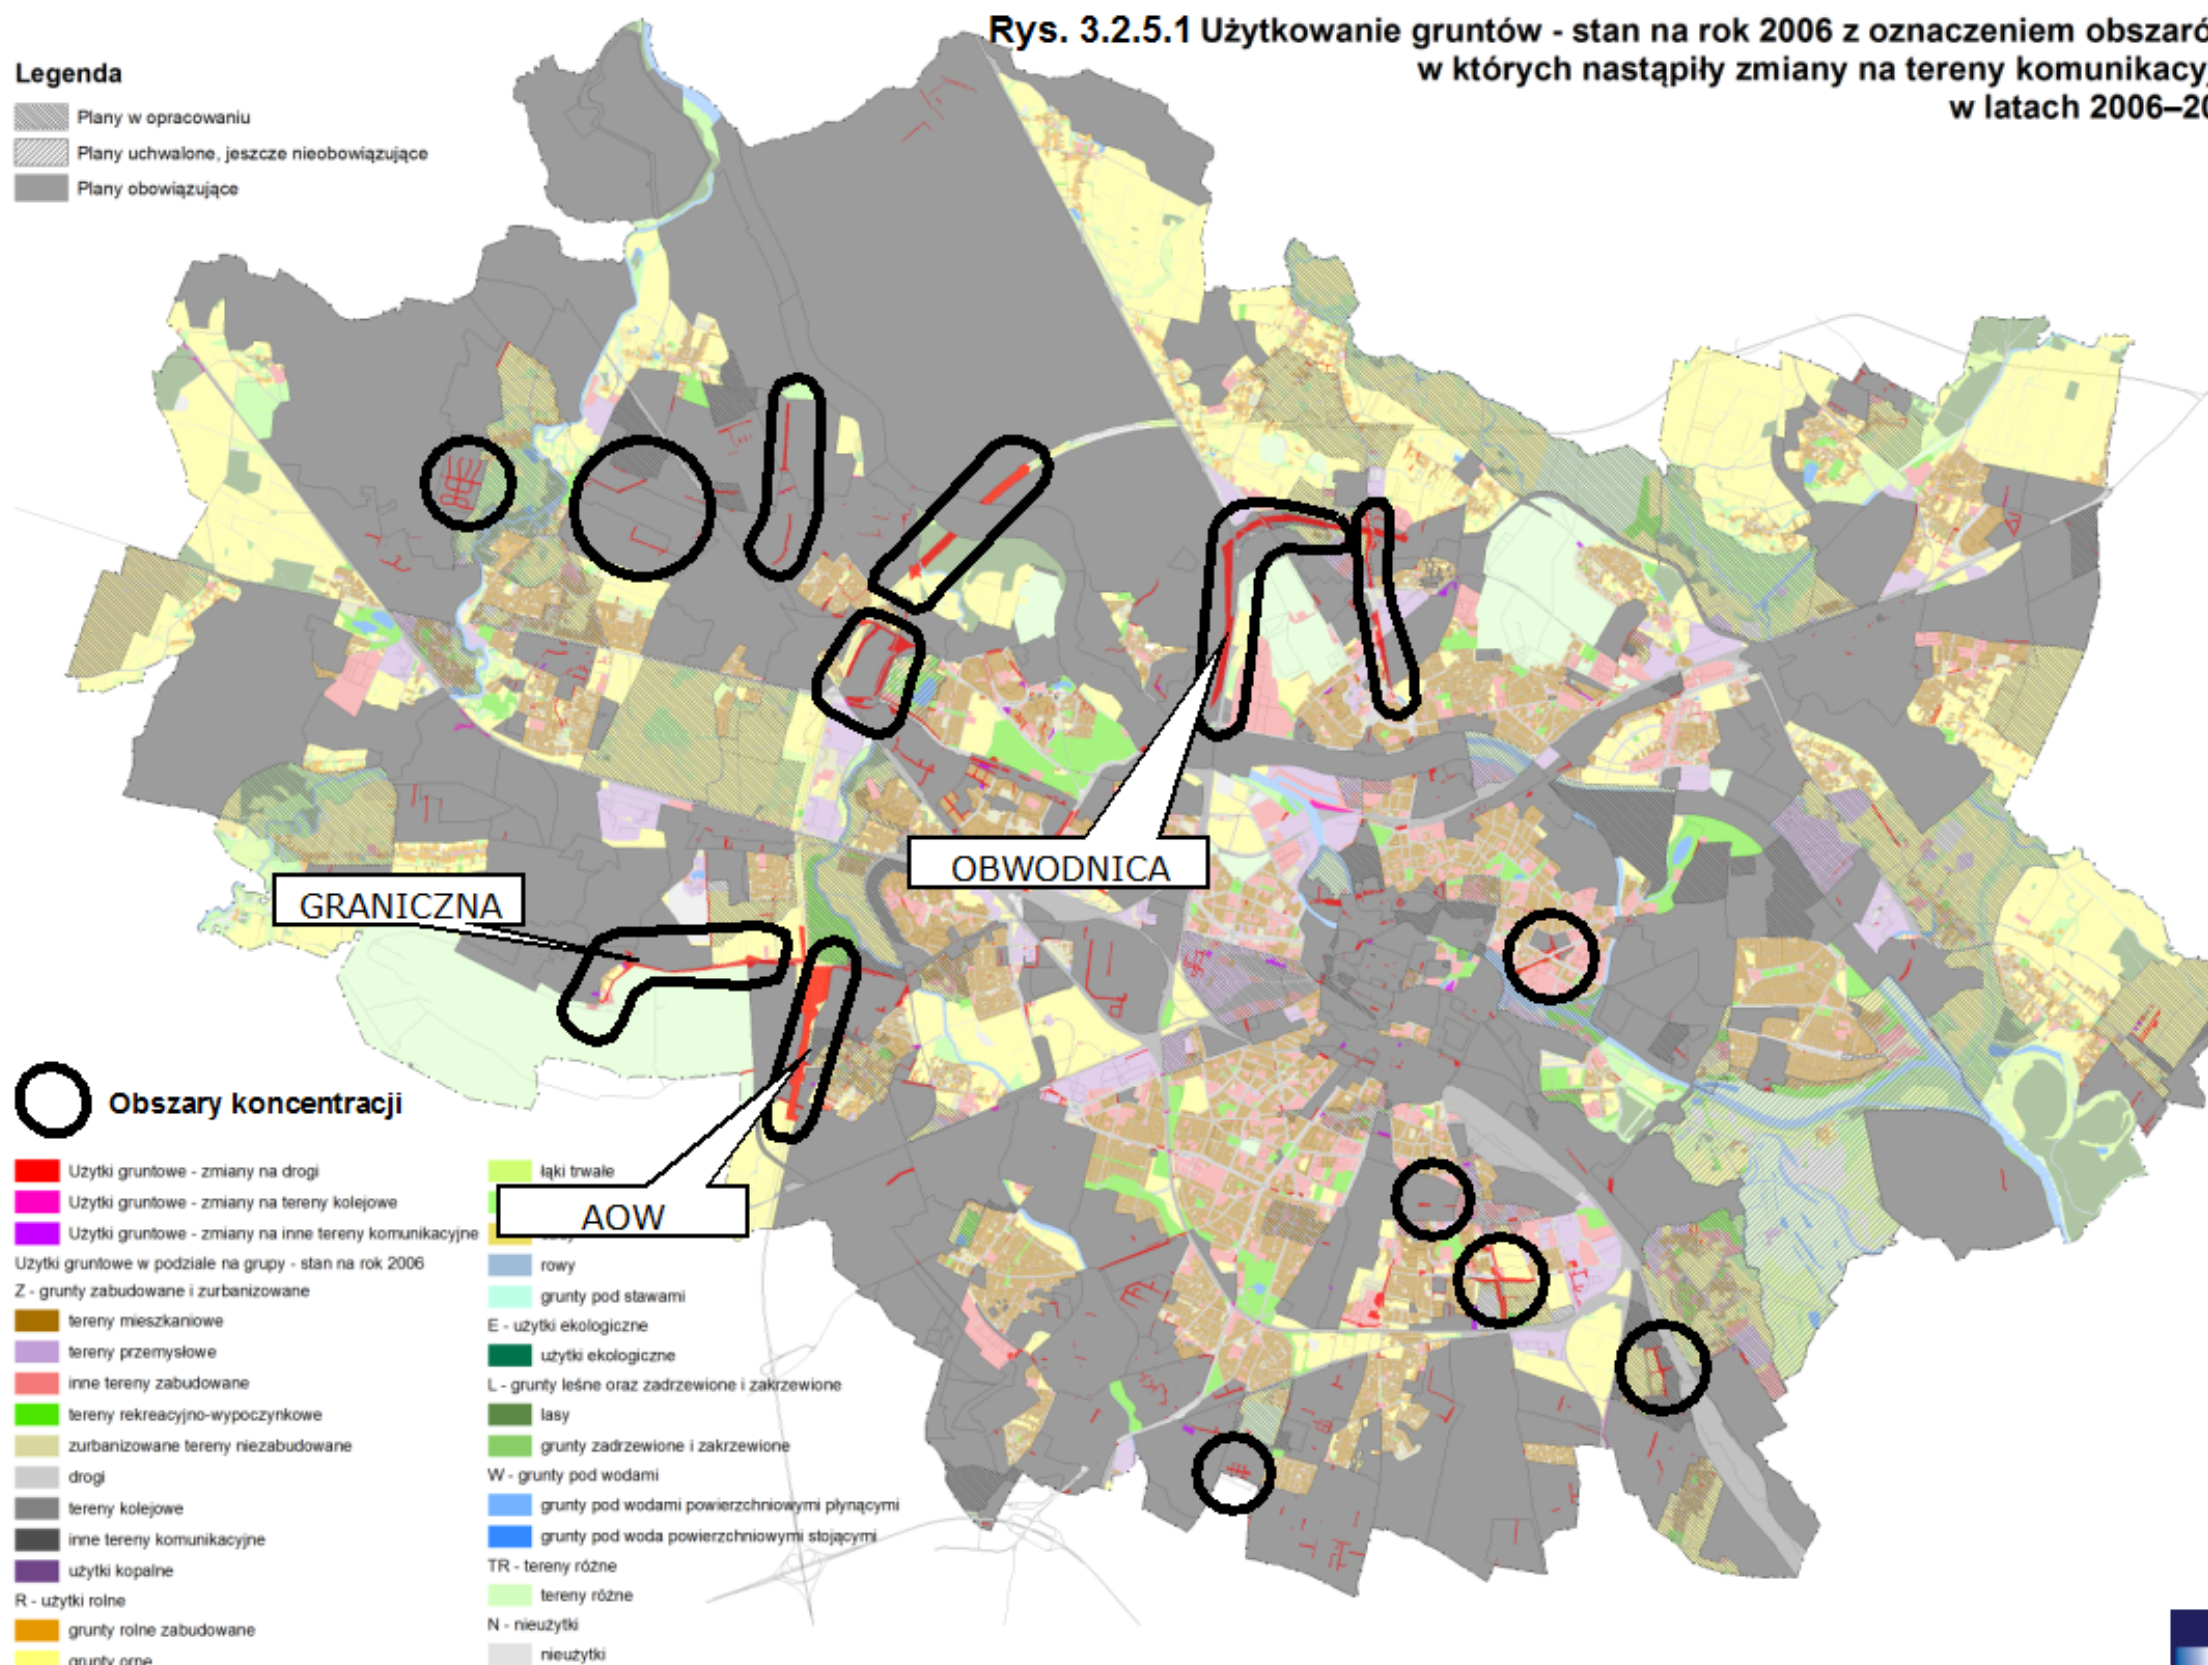 Rys. 3.2.5.1 Użytkowanie gruntów - stan na rok 2006 z oznaczeniem obszaró
w których nastąpiły zmiany na tereny komunikacy
w latach 2006–20
Legenda
Plany w opracowaniu
Plany uchwalone, jeszcze nieobowiązujące
Plany obowiązujące
OBWODNICA
GRANICZNA
AOW
Obszary koncentracji
Użytki gruntowe - zmiany na drogi
Użytki gruntowe - zmiany na tereny kolejowe
Użytki gruntowe - zmiany na inne tereny komunikacyjne
Użytki gruntowe w podziale na grupy - stan na rok 2006
Z - grunty zabudowane i zurbanizowane
tereny mieszkaniowe
tereny przemysłowe
inne tereny zabudowane
tereny rekreacyjno-wypoczynkowe
zurbanizowane tereny niezabudowane
drogi
tereny kolejowe
inne tereny komunikacyjne
użytki kopalne
R - użytki rolne
grunty rolne zabudowane
grunty orne
łąki trwałe
rowy
grunty pod stawami
E - użytki ekologiczne
użytki ekologiczne
L - grunty leśne oraz zadrzewione i zakrzewione
lasy
grunty zadrzewione i zakrzewione
W - grunty pod wodami
grunty pod wodami powierzchniowymi płynącymi
grunty pod woda powierzchniowymi stojącymi
TR - tereny różne
tereny różne
N - nieużytki
nieużytki